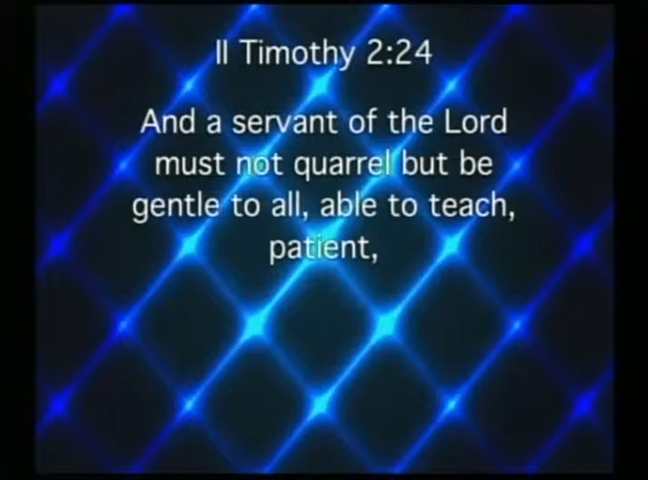 II Timothy 2:24
And a servant of the Lord
must not quarrel but be
gentle to all, able to teach,
patient,